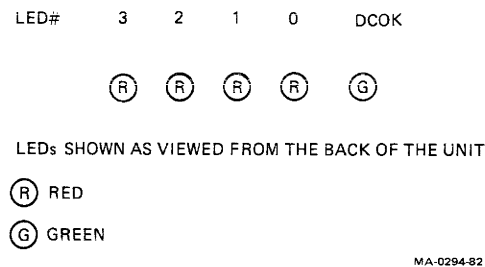 LED# 3 2 1 0 DCOK
R R R R G
LEDs SHOWN AS VIEWED FROM THE BACK OF THE UNIT
R RED
G GREEN
MA-0294-82